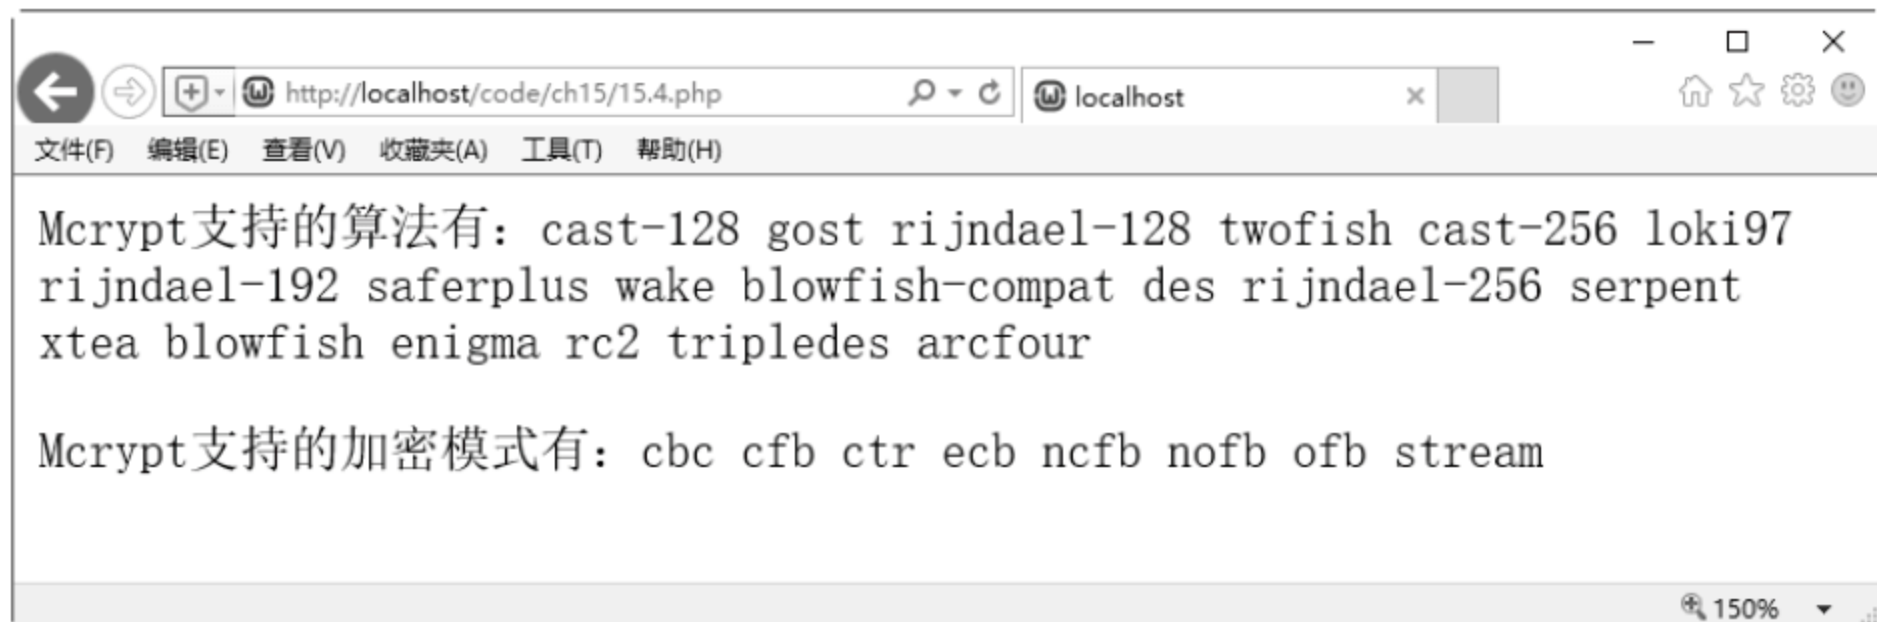 http://localhost/code/ch15/15.4.php localhost
文件(F) 编辑(E) 查看(V) 收藏夹(A) 工具(T) 帮助(H)
Mcrypt支持的算法有：cast-128 gost rijndael-128 twofish cast-256 loki97
rijndael-192 saferplus wake blowfish-compat des rijndael-256 serpent
xtea blowfish enigma rc2 tripledes arcfour
Mcrypt支持的加密模式有：cbc cfb ctr ecb ncfb nofb ofb stream
150%